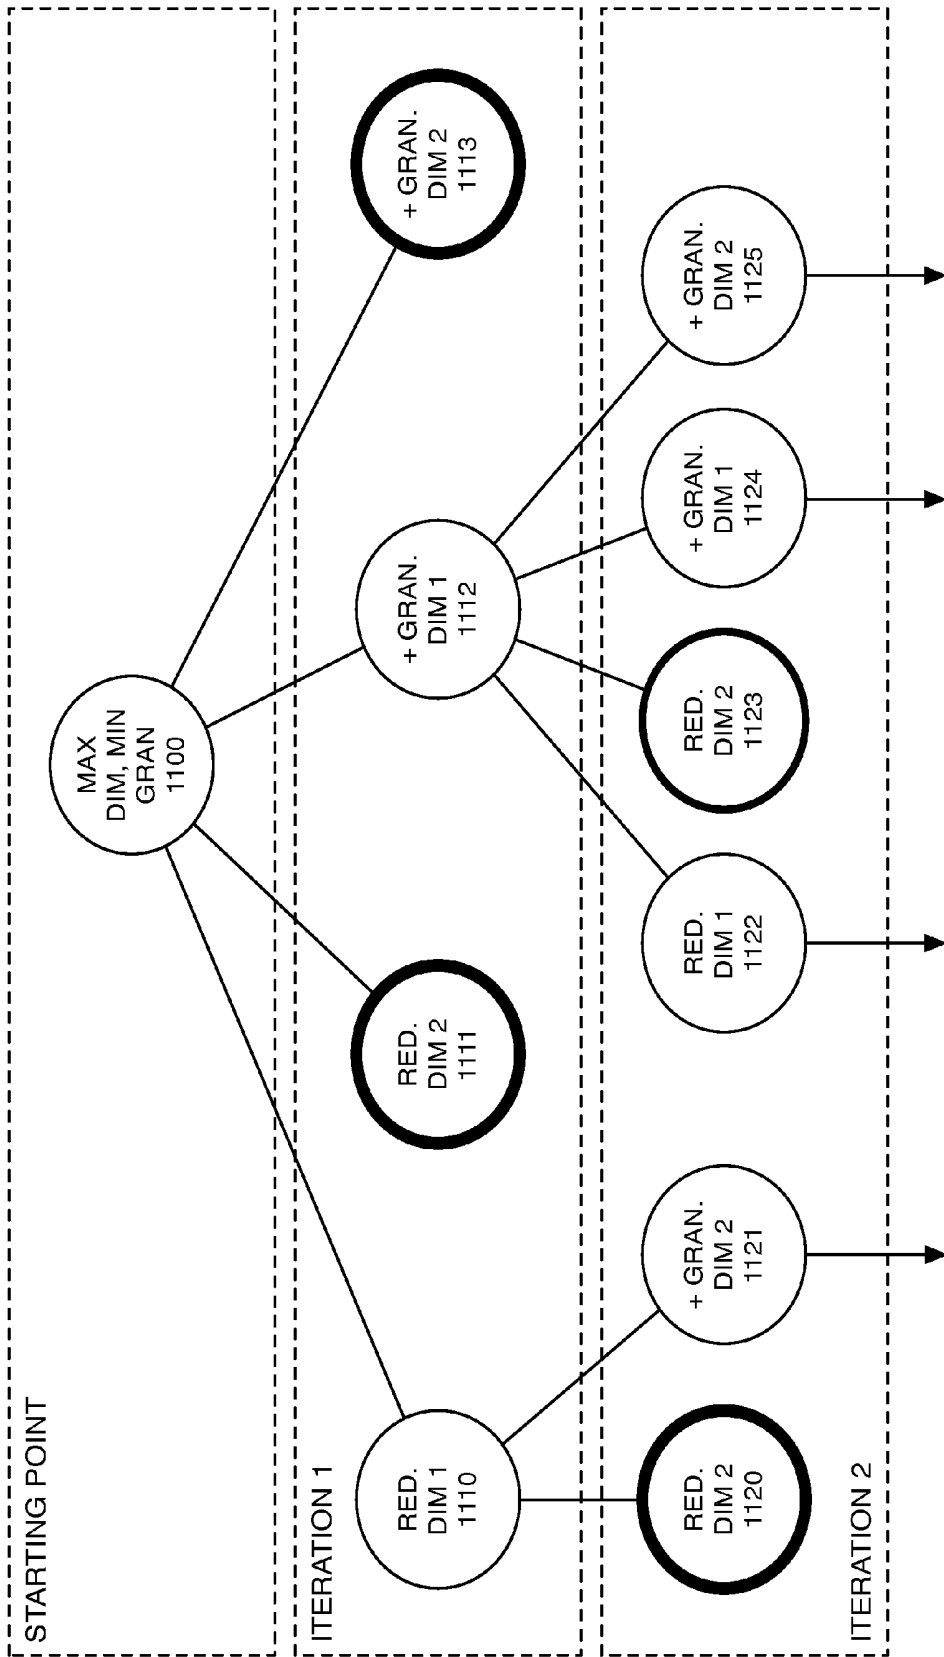 STARTING POINT
MAX
DIM, MIN
GRAN
1100
ITERATION 1
RED.
DIM 1
1110
RED.
DIM 2
1111
+ GRAN.
DIM 1
1112
+ GRAN.
DIM 2
1113
ITERATION 2
RED.
DIM 2
1120
+ GRAN.
DIM 2
1121
RED.
DIM 1
1122
RED.
DIM 2
1123
+ GRAN.
DIM 1
1124
+ GRAN.
DIM 2
1125